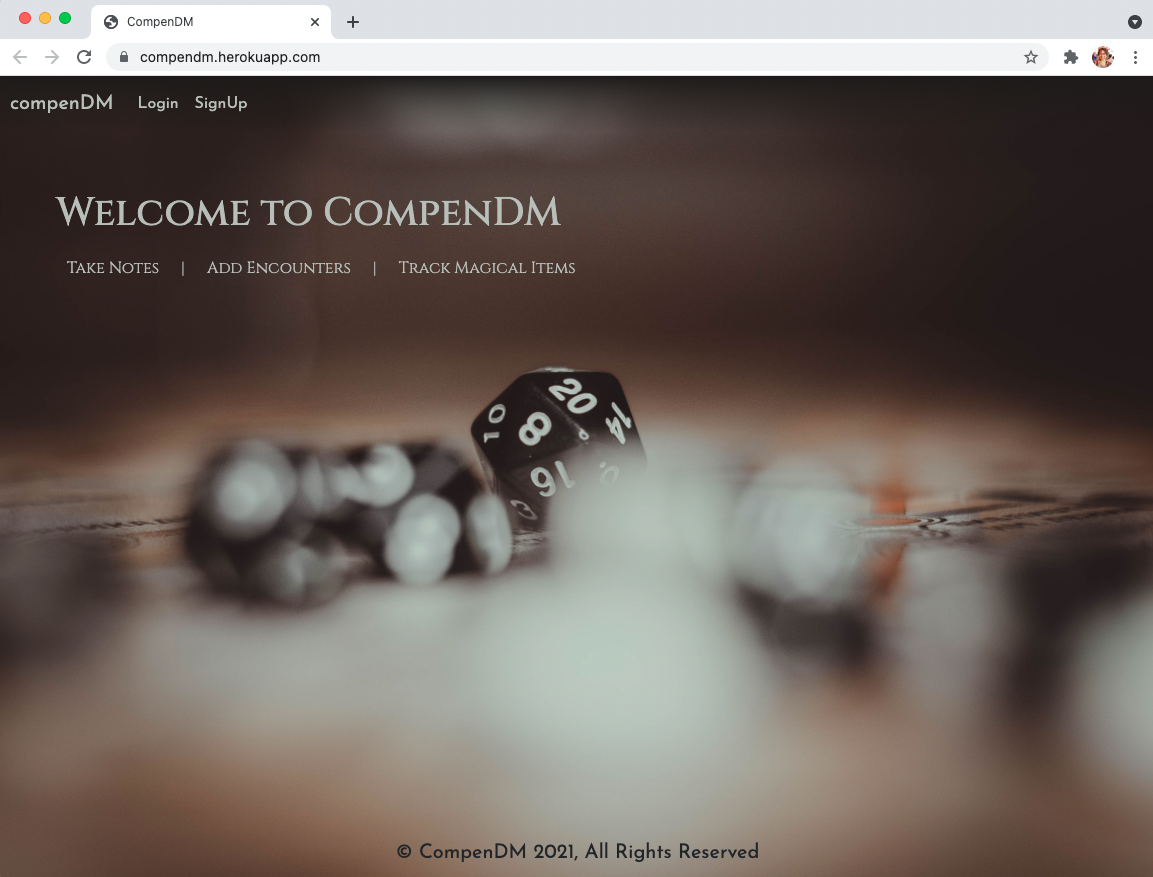 CompenDM
compendm.herokuapp.com
compenDM Login SignUp
Welcome to CompenDM
Take Notes | Add Encounters | Track Magical Items
20
10 8 14
16
© CompenDM 2021, All Rights Reserved